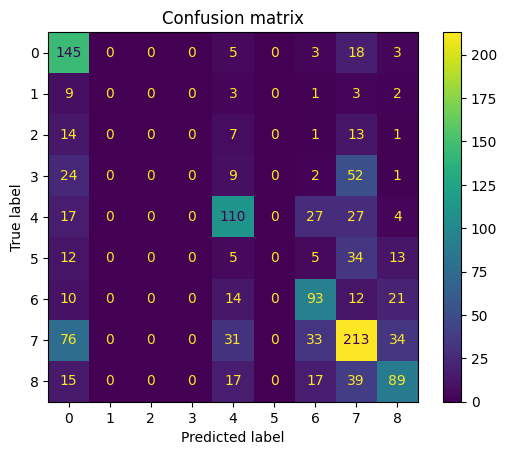 Confusion matrix
0 145 0 0 0 5 0 3 18 3
1 9 0 0 0 3 0 1 3 2
2 14 0 0 0 7 0 1 13 1
3 24 0 0 0 9 0 2 52 1
4 17 0 0 0 110 0 27 27 4
5 12 0 0 0 5 0 5 34 13
6 10 0 0 0 14 0 93 12 21
7 76 0 0 0 31 0 33 213 34
8 15 0 0 0 17 0 17 39 89
0 1 2 3 4 5 6 7 8
Predicted label
True label
200
175
150
125
100
75
50
25
0